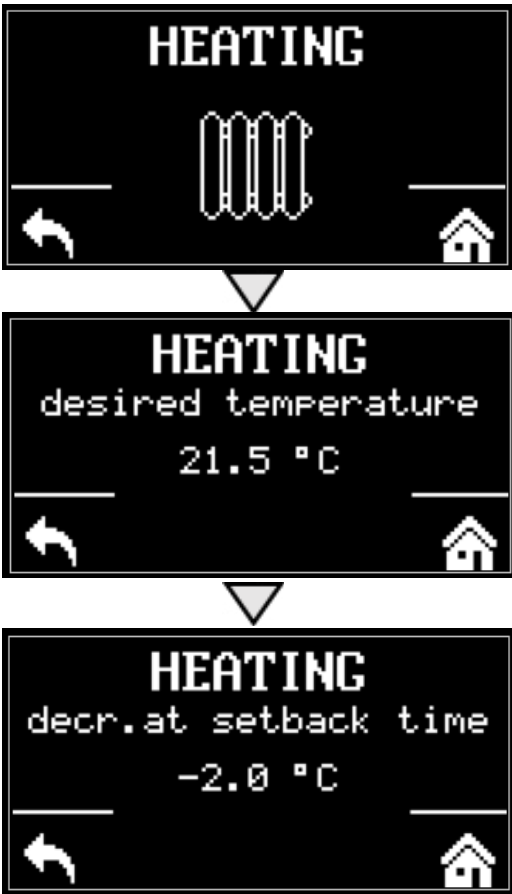 HEATING
HEATING
desired temperature
21.5 °C
HEATING
decr.at setback time
-2.0 °C